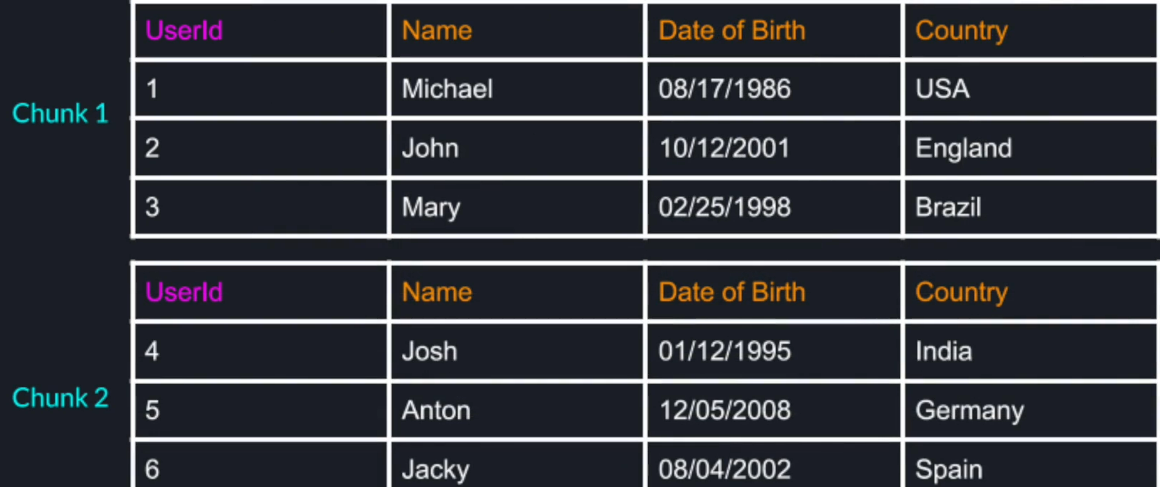 UserId Name Date of Birth Country
1 Michael 08/17/1986 USA
Chunk 1
2 John 10/12/2001 England
3 Mary 02/25/1998 Brazil
UserId Name Date of Birth Country
4 Josh 01/12/1995 India
Chunk 2
5 Anton 12/05/2008 Germany
6 Jacky 08/04/2002 Spain